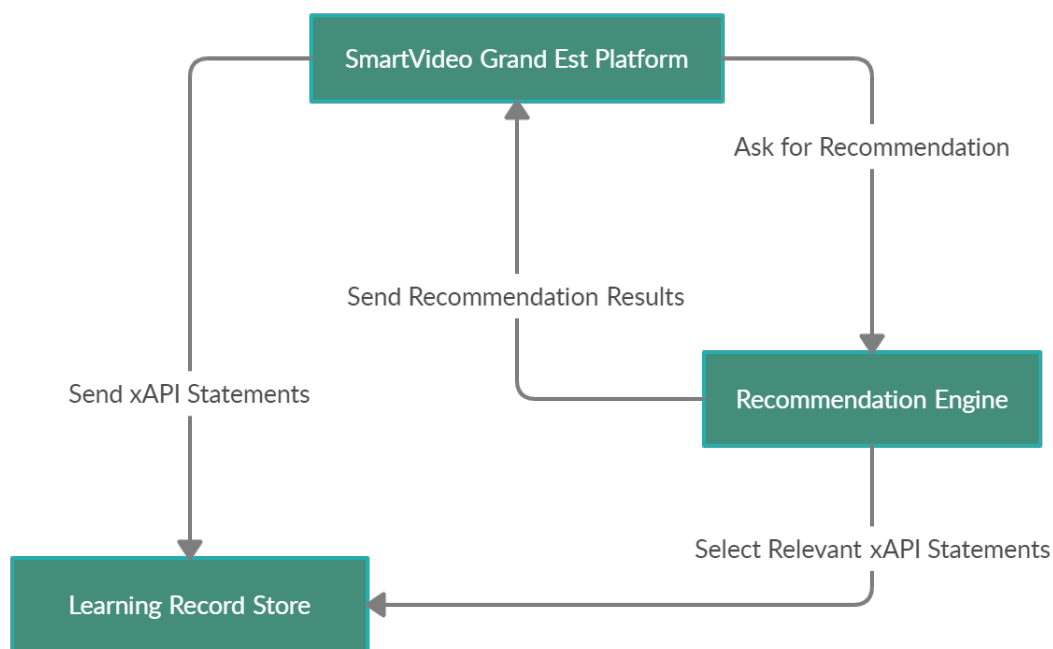 SmartVideo Grand Est Platform
Ask for Recommendation
Send Recommendation Results
Send xAPI Statements
Recommendation Engine
Select Relevant xAPI Statements
Learning Record Store